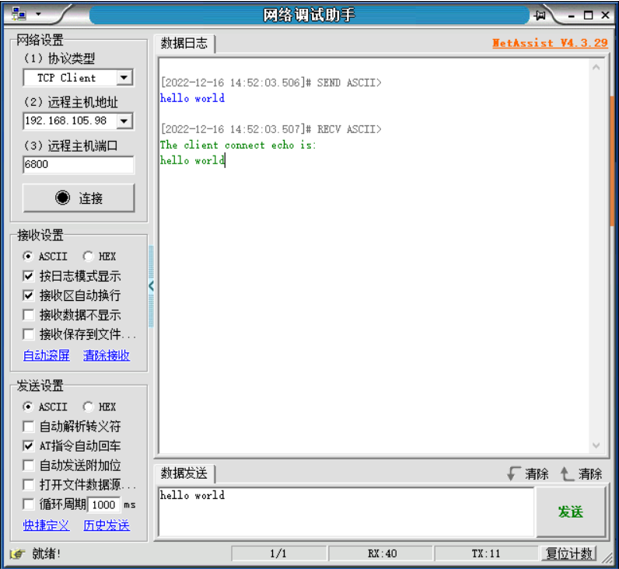 网络调试助手
网络设置
(1) 协议类型
TCP Client
(2) 远程主机地址
192.168.105.98
(3) 远程主机端口
6800
连接
接收设置
ASCII HEX
按日志模式显示
接收区自动换行
接收数据不显示
接收保存到文件...
自动滚屏 清除接收
发送设置
ASCII HEX
自动解析转义符
AT指令自动回车
自动发送附加位
打开文件数据源...
循环周期 1000 ms
快捷定义 历史发送
数据日志 NetAssist V4.3.29
[2022-12-16 14:52:03.506]# SEND ASCII>
hello world
[2022-12-16 14:52:03.507]# RECV ASCII>
The client connect echo is:
hello world
数据发送 清除 清除
hello world
发送
就绪! 1/1 RX:40 TX:11 复位计数